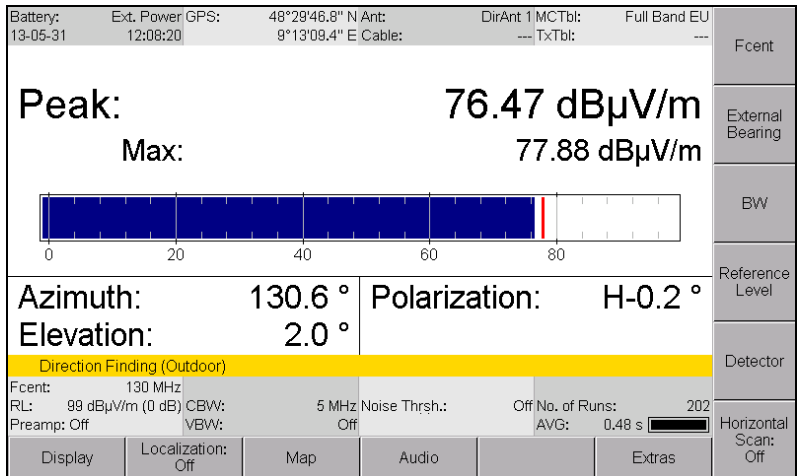 Battery: Ext. Power GPS: 48°29'46.8" N Ant: DirAnt 1 MCTbl: Full Band EU
13-05-31 12:08:20 9°13'09.4" E Cable: --- TxTbl: ---
Fcent
Peak: 76.47 dBµV/m
External
Bearing
Max: 77.88 dBµV/m
BW
0 20 40 60 80
Reference
Level
Azimuth: 130.6 ° Polarization: H-0.2 °
Elevation: 2.0 °
Detector
Direction Finding (Outdoor)
Fcent: 130 MHz
RL: 99 dBµV/m (0 dB) CBW: 5 MHz Noise Thrsh.: Off No. of Runs: 202
Preamp: Off VBW: Off AVG: 0.48 s
Horizontal
Scan:
Off
Display Localization: Off Map Audio Extras